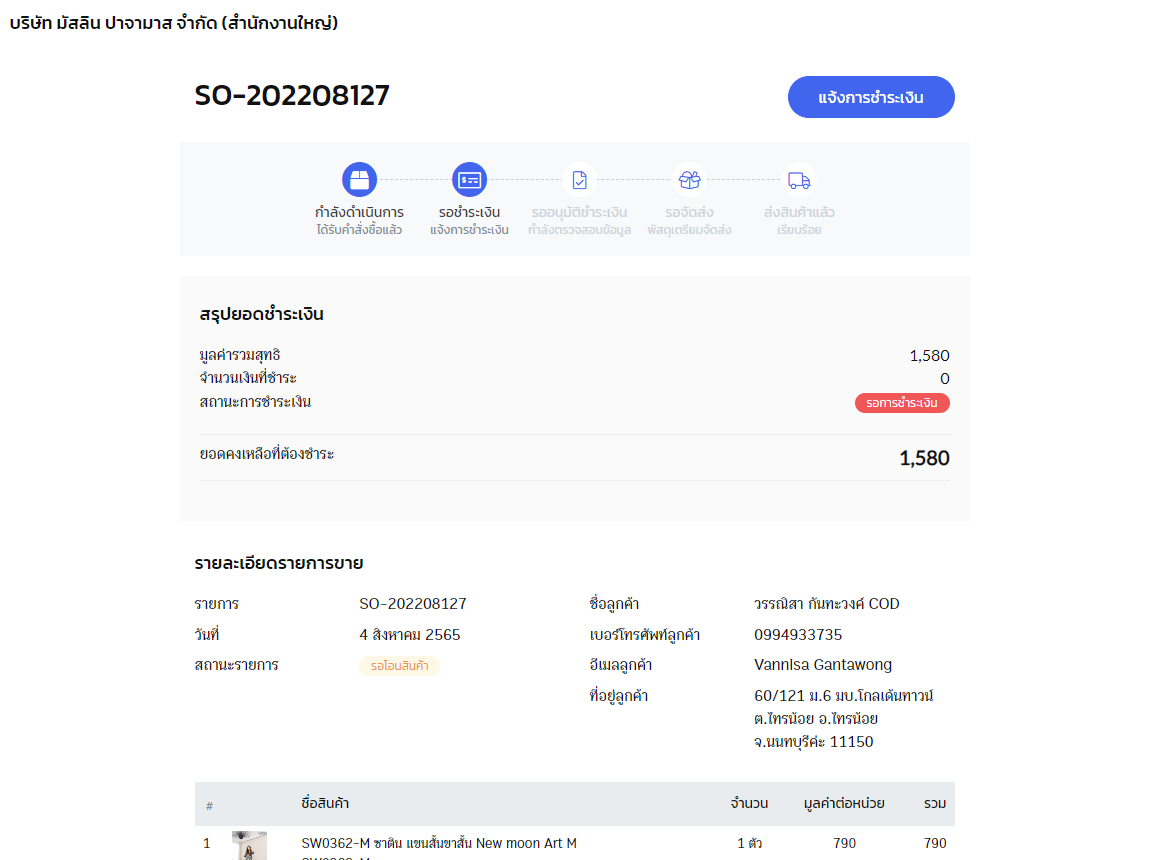 บริษัท มัสลิน ปาจามาส จำกัด (สำนักงานใหญ่)
SO-202208127
แจ้งการชำระเงิน
กำลังดำเนินการ รอชำระเงิน รออนุมัติชำระเงิน รอจัดส่ง ส่งสินค้าแล้ว
ได้รับคำสั่งซื้อแล้ว แจ้งการชำระเงิน กำลังตรวจสอบข้อมูล พัสดุเตรียมจัดส่ง เรียบร้อย
สรุปยอดชำระเงิน
มูลค่ารวมสุทธิ 1,580
จำนวนเงินที่ชำระ 0
สถานะการชำระเงิน รอการชำระเงิน
ยอดคงเหลือที่ต้องชำระ 1,580
รายละเอียดรายการขาย
รายการ SO-202208127 ชื่อลูกค้า วรรณิสา กันทะวงค์ COD
วันที่ 4 สิงหาคม 2565 เบอร์โทรศัพท์ลูกค้า 0994933735
สถานะรายการ รอโอนสินค้า อีเมลลูกค้า Vannisa Gantawong
ที่อยู่ลูกค้า 60/121 ม.6 มบ.โกลเด้นทาวน์
ต.ไทรน้อย อ.ไทรน้อย
จ.นนทบุรีค่ะ 11150
# ชื่อสินค้า จำนวน มูลค่าต่อหน่วย รวม
1 SW0362-M ซาติน แขนสั้นขาสั้น New moon Art M 1 ตัว 790 790